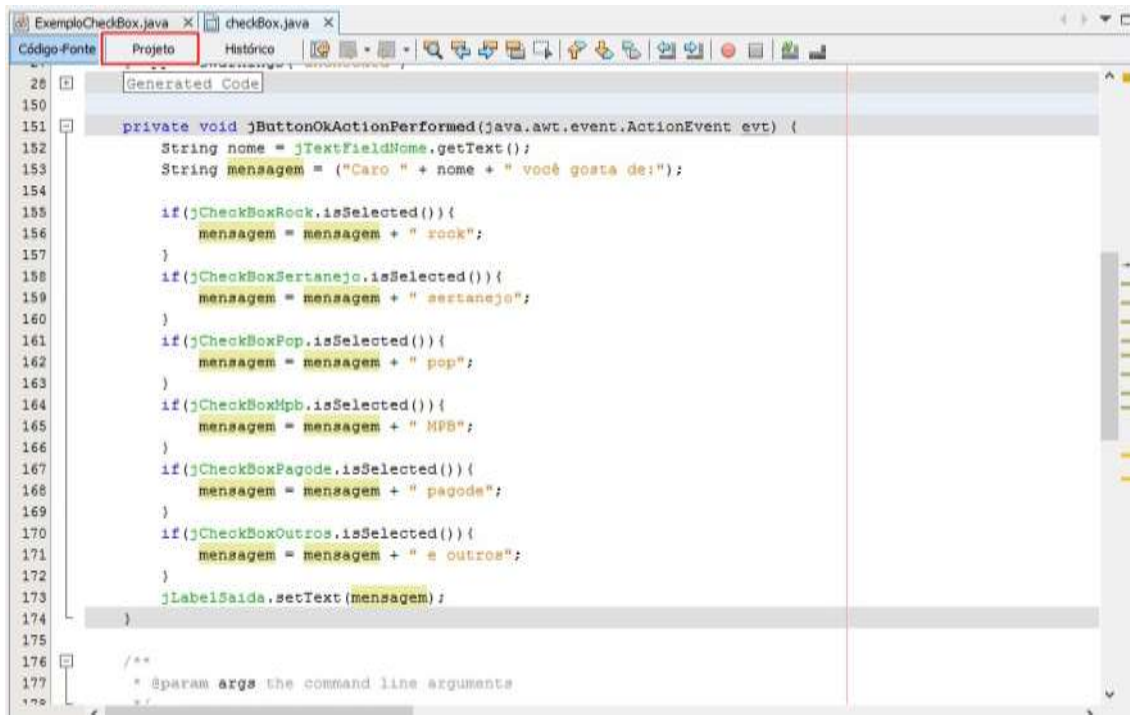 ExemploCheckBox.java
checkBox.java
Código-Fonte Projeto Histórico
28 Generated Code
150
151 private void jButtonOkActionPerformed(java.awt.event.ActionEvent evt) {
152 String nome = jTextFieldNome.getText();
153 String mensagem = ("Caro " + nome + " você gosta de:");
154
155 if(jCheckBoxRock.isSelected()){
156 mensagem = mensagem + " rock";
157 }
158 if(jCheckBoxSertanejo.isSelected()){
159 mensagem = mensagem + " sertanejo";
160 }
161 if(jCheckBoxPop.isSelected()){
162 mensagem = mensagem + " pop";
163 }
164 if(jCheckBoxMpb.isSelected()){
165 mensagem = mensagem + " MPB";
166 }
167 if(jCheckBoxPagode.isSelected()){
168 mensagem = mensagem + " pagode";
169 }
170 if(jCheckBoxOutros.isSelected()){
171 mensagem = mensagem + " e outros";
172 }
173 jLabelSaida.setText(mensagem);
174 }
175
176 /**
177 * @param args the command line arguments